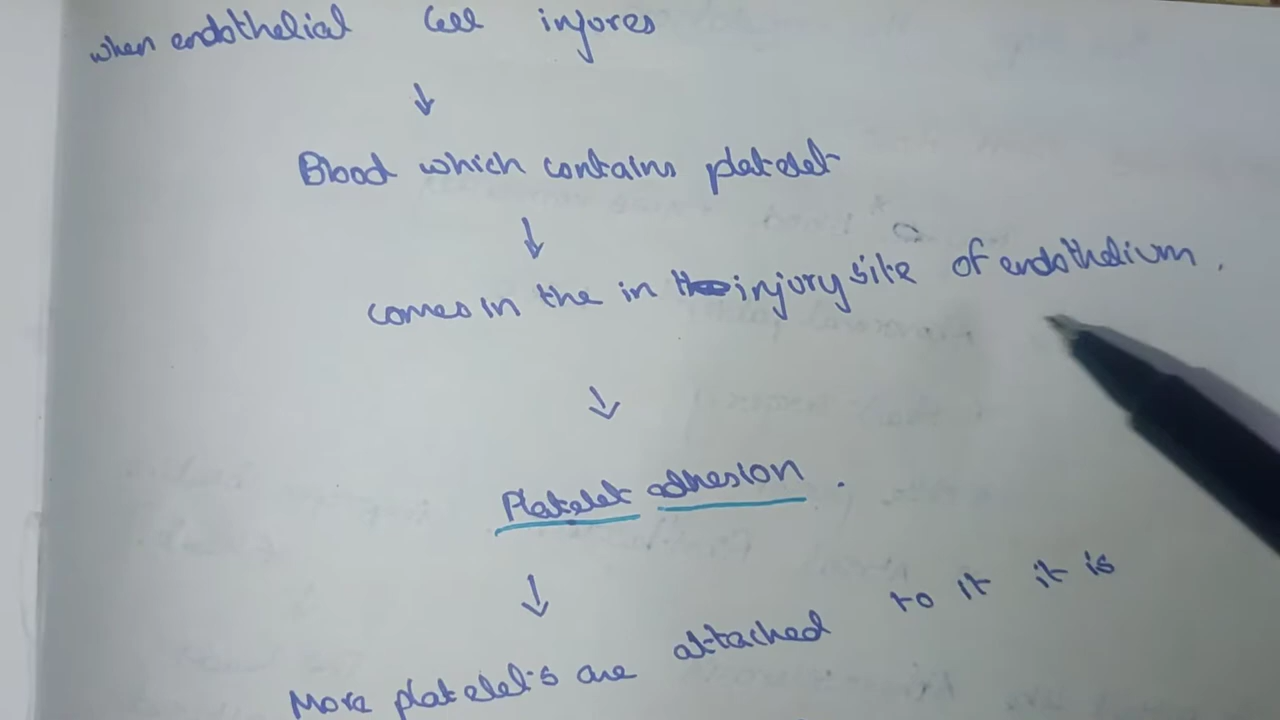 when endothelial cell injures
↓
Blood which contains platelet
↓
comes in the in injury site of endothelium.
↓
Platelet adhesion.
↓
More platelet's are attached to it it is